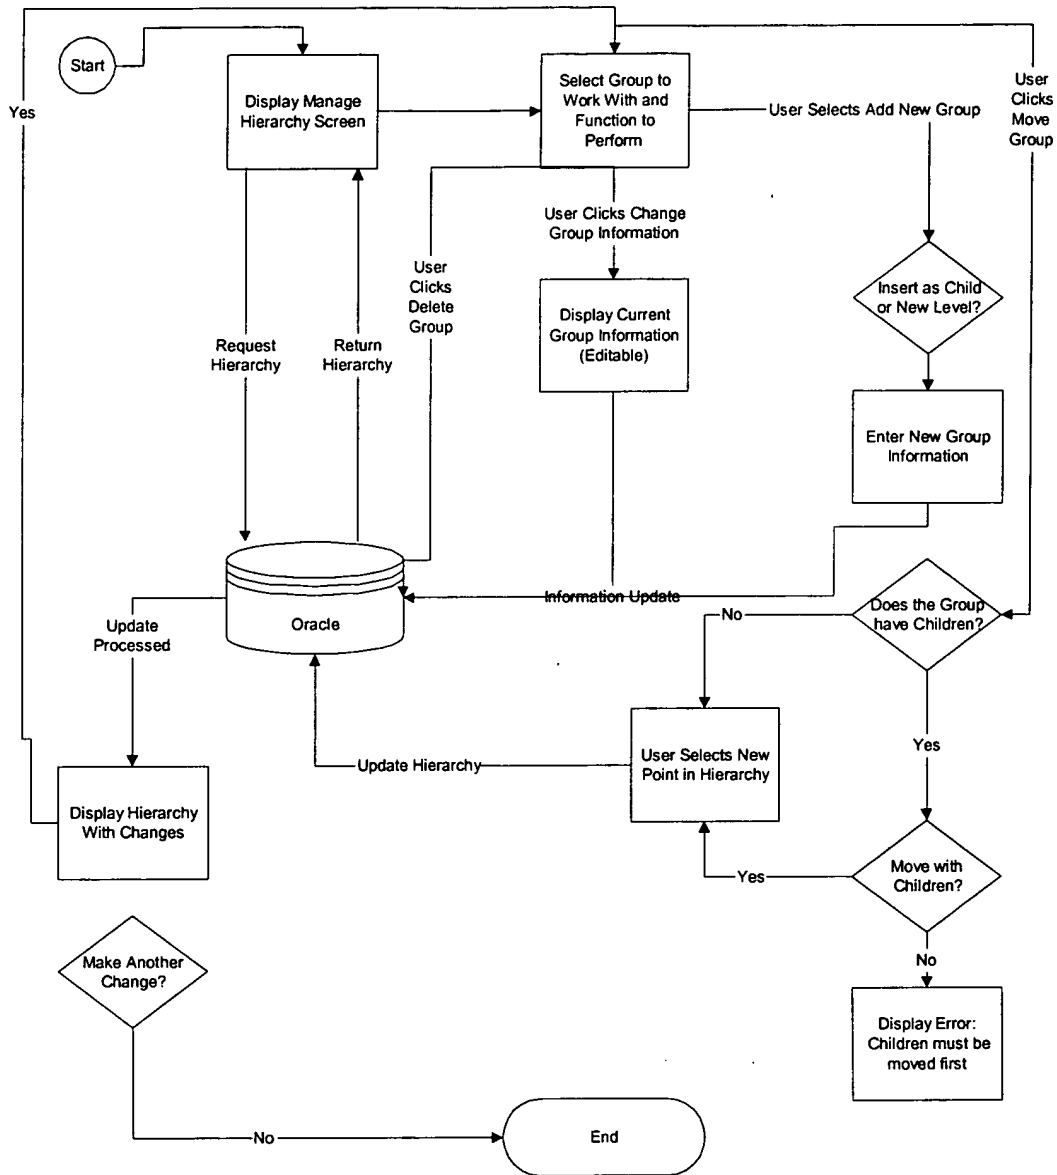 Start
Yes
Display Manage
Hierarchy Screen
Select Group to
Work With and
Function to
Perform
User Selects Add New Group
User
Clicks
Move
Group
User Clicks Change
Group Information
User
Clicks
Delete
Group
Insert as Child
or New Level?
Display Current
Group Information
(Editable)
Request
Hierarchy
Return
Hierarchy
Enter New Group
Information
Information Update
Oracle
Update
Processed
Does the Group
have Children?
No
Yes
User Selects New
Point in Hierarchy
Update Hierarchy
Display Hierarchy
With Changes
Move with
Children?
Yes
No
Make Another
Change?
Display Error:
Children must be
moved first
No
End